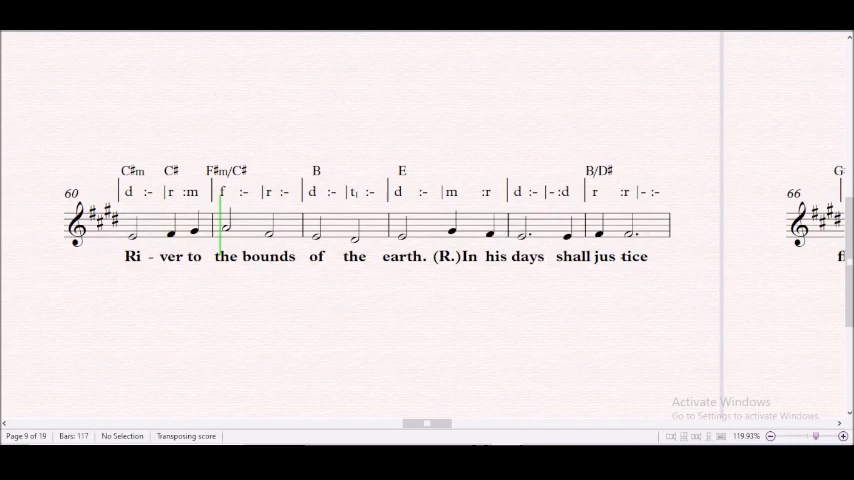 C♯m C♯ F♯m/C♯ B E B/D♯ G
d :- |r :m f :- |r :- d :- |tᵢ :- d :- |m :r d :- |-:d r :r |-:-
60 66
Ri - ver to the bounds of the earth. (R.)In his days shall jus -tice
Activate Windows
Go to Settings to activate Windows.
Page 9 of 19 Bars: 117 No Selection Transposing score 119.93%